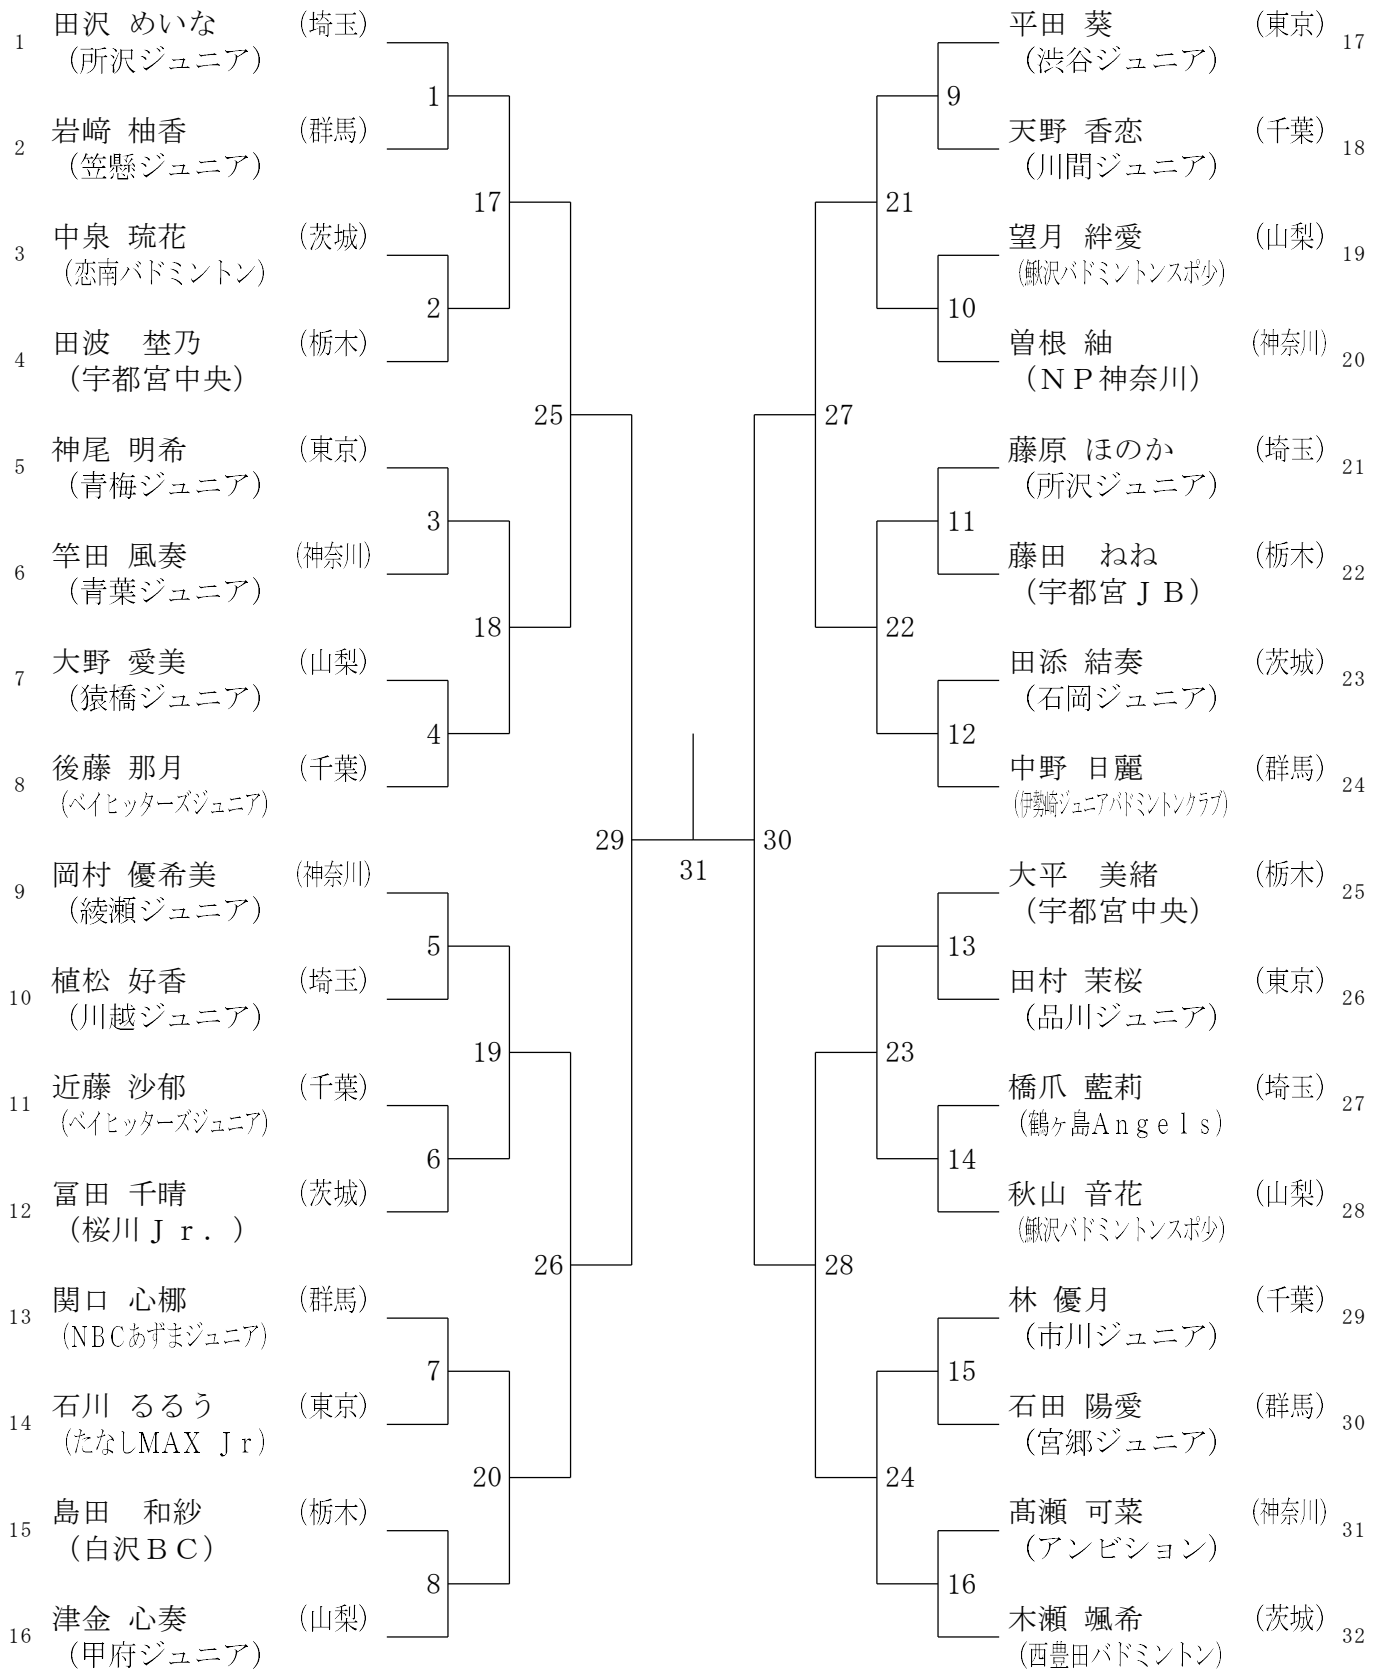 1 田沢 めいな (埼玉)
(所沢ジュニア)
2 岩﨑 柚香 (群馬)
(笠懸ジュニア)
3 中泉 琉花 (茨城)
(恋南バドミントン)
4 田波　埜乃 (栃木)
(宇都宮中央)
5 神尾 明希 (東京)
(青梅ジュニア)
6 竿田 風奏 (神奈川)
(青葉ジュニア)
7 大野 愛美 (山梨)
(猿橋ジュニア)
8 後藤 那月 (千葉)
(ベイヒッターズジュニア)
9 岡村 優希美 (神奈川)
(綾瀬ジュニア)
10 植松 好香 (埼玉)
(川越ジュニア)
11 近藤 沙郁 (千葉)
(ベイヒッターズジュニア)
12 冨田 千晴 (茨城)
(桜川Ｊｒ．)
13 関口 心梛 (群馬)
(NBCあずまジュニア)
14 石川 るるう (東京)
(たなしMAX Ｊｒ)
15 島田　和紗 (栃木)
(白沢ＢＣ)
16 津金 心奏 (山梨)
(甲府ジュニア)
1
2
3
4
5
6
7
8
17
18
19
20
25
26
29
31
30
27
28
21
22
23
24
9
10
11
12
13
14
15
16
平田 葵 (東京) 17
(渋谷ジュニア)
天野 香恋 (千葉) 18
(川間ジュニア)
望月 絆愛 (山梨) 19
(鰍沢バドミントンスポ少)
曽根 紬 (神奈川) 20
(ＮＰ神奈川)
藤原 ほのか (埼玉) 21
(所沢ジュニア)
藤田　ねね (栃木) 22
(宇都宮ＪＢ)
田添 結奏 (茨城) 23
(石岡ジュニア)
中野 日麗 (群馬) 24
(伊勢崎ジュニアバドミントンクラブ)
大平　美緒 (栃木) 25
(宇都宮中央)
田村 茉桜 (東京) 26
(品川ジュニア)
橋爪 藍莉 (埼玉) 27
(鶴ヶ島Ａｎｇｅｌｓ)
秋山 音花 (山梨) 28
(鰍沢バドミントンスポ少)
林 優月 (千葉) 29
(市川ジュニア)
石田 陽愛 (群馬) 30
(宮郷ジュニア)
髙瀬 可菜 (神奈川) 31
(アンビション)
木瀬 颯希 (茨城) 32
(西豊田バドミントン)